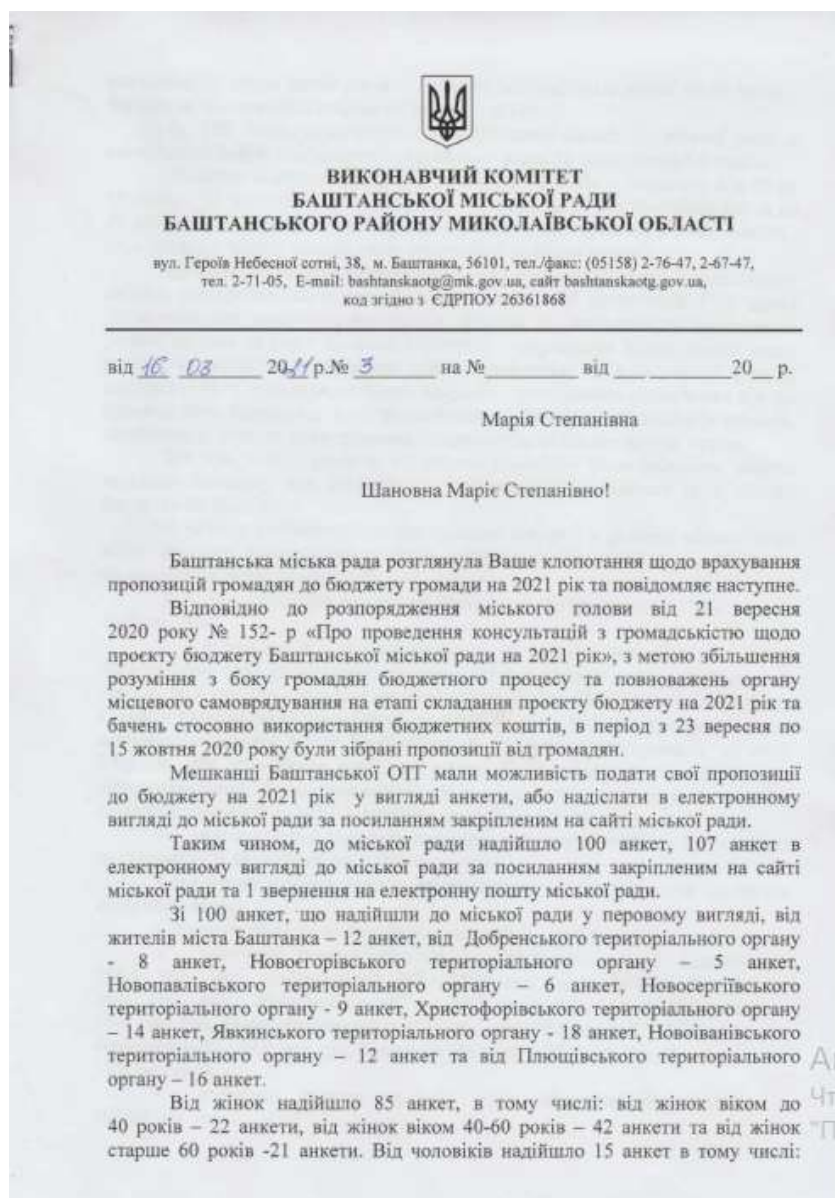 ВИКОНАВЧИЙ КОМІТЕТ
БАШТАНСЬКОЇ МІСЬКОЇ РАДИ
БАШТАНСЬКОГО РАЙОНУ МИКОЛАЇВСЬКОЇ ОБЛАСТІ
вул. Героїв Небесної сотні, 38, м. Баштанка, 56101, тел./факс: (05158) 2-76-47, 2-67-47,
тел. 2-71-05, E-mail: bashtanskaotg@mk.gov.ua, сайт bashtanskaotg.gov.ua,
код згідно з ЄДРПОУ 26361868
від 16 03 2021 р.№ 3 на №________ від ___ ________20__ р.
Марія Степанівна
Шановна Маріє Степанівно!
Баштанська міська рада розглянула Ваше клопотання щодо врахування
пропозицій громадян до бюджету громади на 2021 рік та повідомляє наступне.
Відповідно до розпорядження міського голови від 21 вересня
2020 року № 152- р «Про проведення консультацій з громадськістю щодо
проєкту бюджету Баштанської міської ради на 2021 рік», з метою збільшення
розуміння з боку громадян бюджетного процесу та повноважень органу
місцевого самоврядування на етапі складання проєкту бюджету на 2021 рік та
бачень стосовно використання бюджетних коштів, в період з 23 вересня по
15 жовтня 2020 року були зібрані пропозиції від громадян.
Мешканці Баштанської ОТГ мали можливість подати свої пропозиції
до бюджету на 2021 рік у вигляді анкети, або надіслати в електронному
вигляді до міської ради за посиланням закріпленим на сайті міської ради.
Таким чином, до міської ради надійшло 100 анкет, 107 анкет в
електронному вигляді до міської ради за посиланням закріпленим на сайті
міської ради та 1 звернення на електронну пошту міської ради.
Зі 100 анкет, що надійшли до міської ради у перовому вигляді, від
жителів міста Баштанка – 12 анкет, від Добренського територіального органу
- 8 анкет, Новоєгорівського територіального органу – 5 анкет,
Новопавлівського територіального органу – 6 анкет, Новосергіївського
територіального органу - 9 анкет, Христофорівського територіального органу
– 14 анкет, Явкинського територіального органу - 18 анкет, Новоіванівського
територіального органу – 12 анкет та від Плющівського територіального
органу – 16 анкет.
Від жінок надійшло 85 анкет, в тому числі: від жінок віком до
40 років – 22 анкети, від жінок віком 40-60 років – 42 анкети та від жінок
старше 60 років -21 анкети. Від чоловіків надійшло 15 анкет в тому числі: